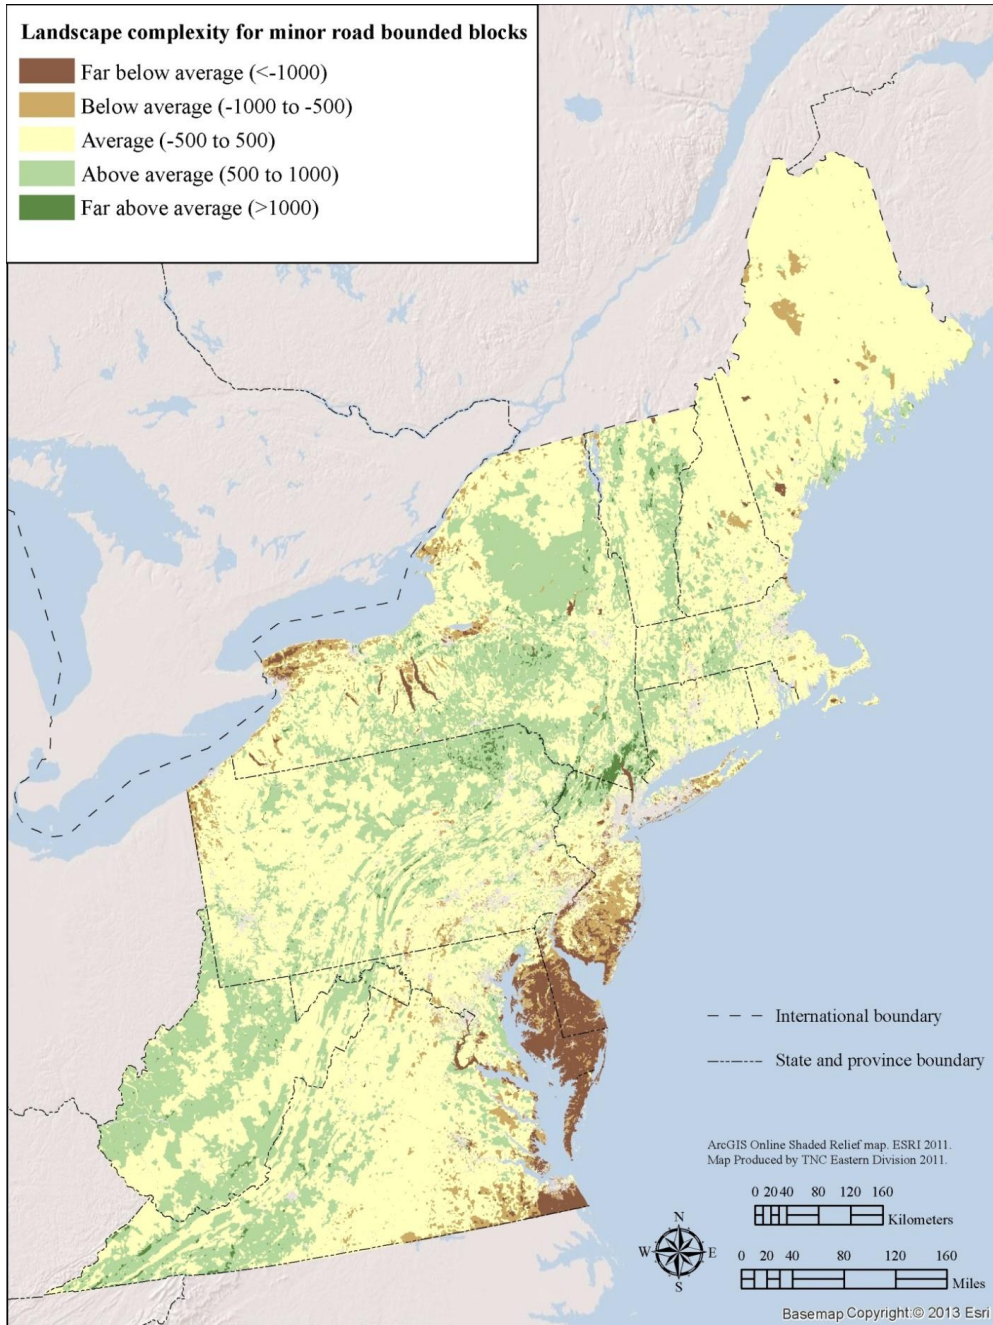 Landscape complexity for minor road bounded blocks
Far below average (<-1000)
Below average (-1000 to -500)
Average (-500 to 500)
Above average (500 to 1000)
Far above average (>1000)
International boundary
State and province boundary
ArcGIS Online Shaded Relief map. ESRI 2011.
Map Produced by TNC Eastern Division 2011.
0 20 40 80 120 160
Kilometers
N
W E
S
0 20 40 80 120 160
Miles
Basemap Copyright:© 2013 Esri